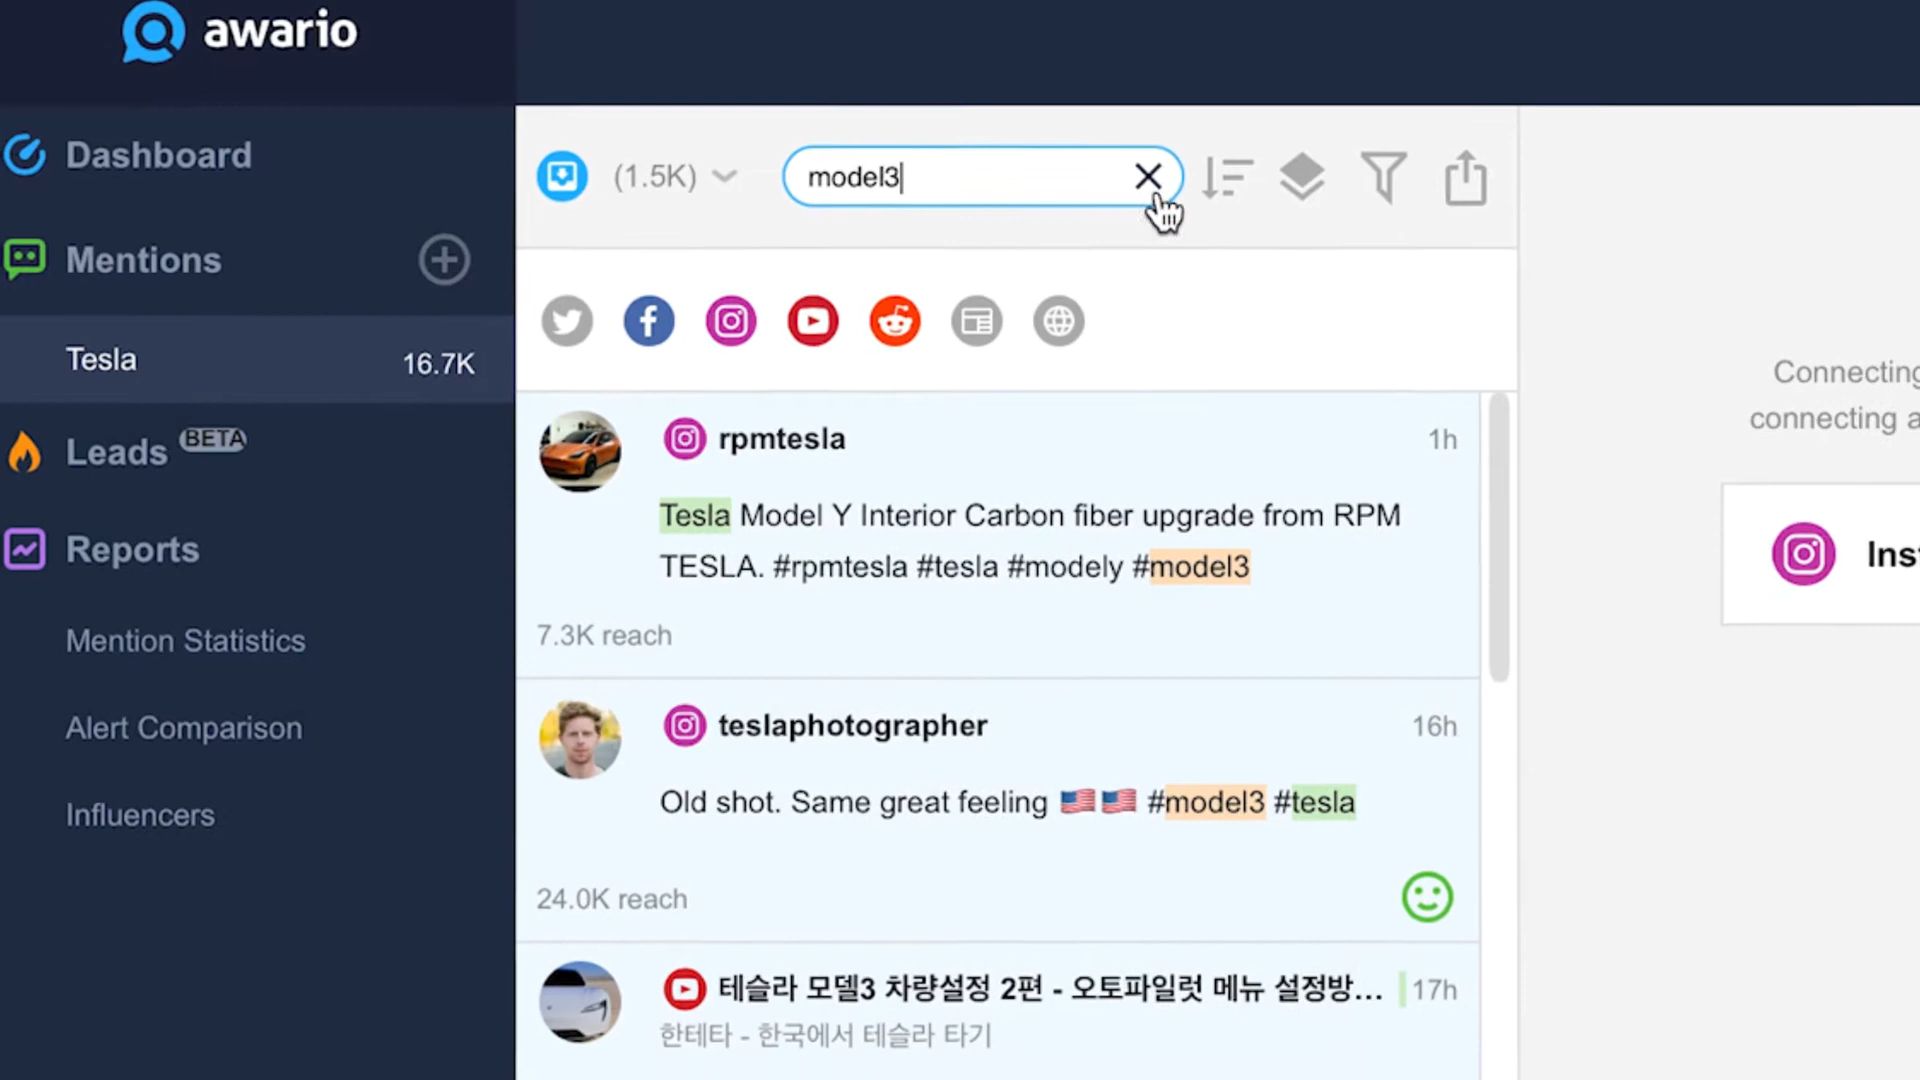 awario
Dashboard
Mentions
Tesla 16.7K
Leads BETA
Reports
Mention Statistics
Alert Comparison
Influencers
(1.5K)
model3
rpmtesla 1h
Tesla Model Y Interior Carbon fiber upgrade from RPM
TESLA. #rpmtesla #tesla #modely #model3
7.3K reach
teslaphotographer 16h
Old shot. Same great feeling 🇺🇸🇺🇸 #model3 #tesla
24.0K reach
테슬라 모델3 차량설정 2편 - 오토파일럿 메뉴 설정방... 17h
한테타 - 한국에서 테슬라 타기
Connecting
connecting a
Ins